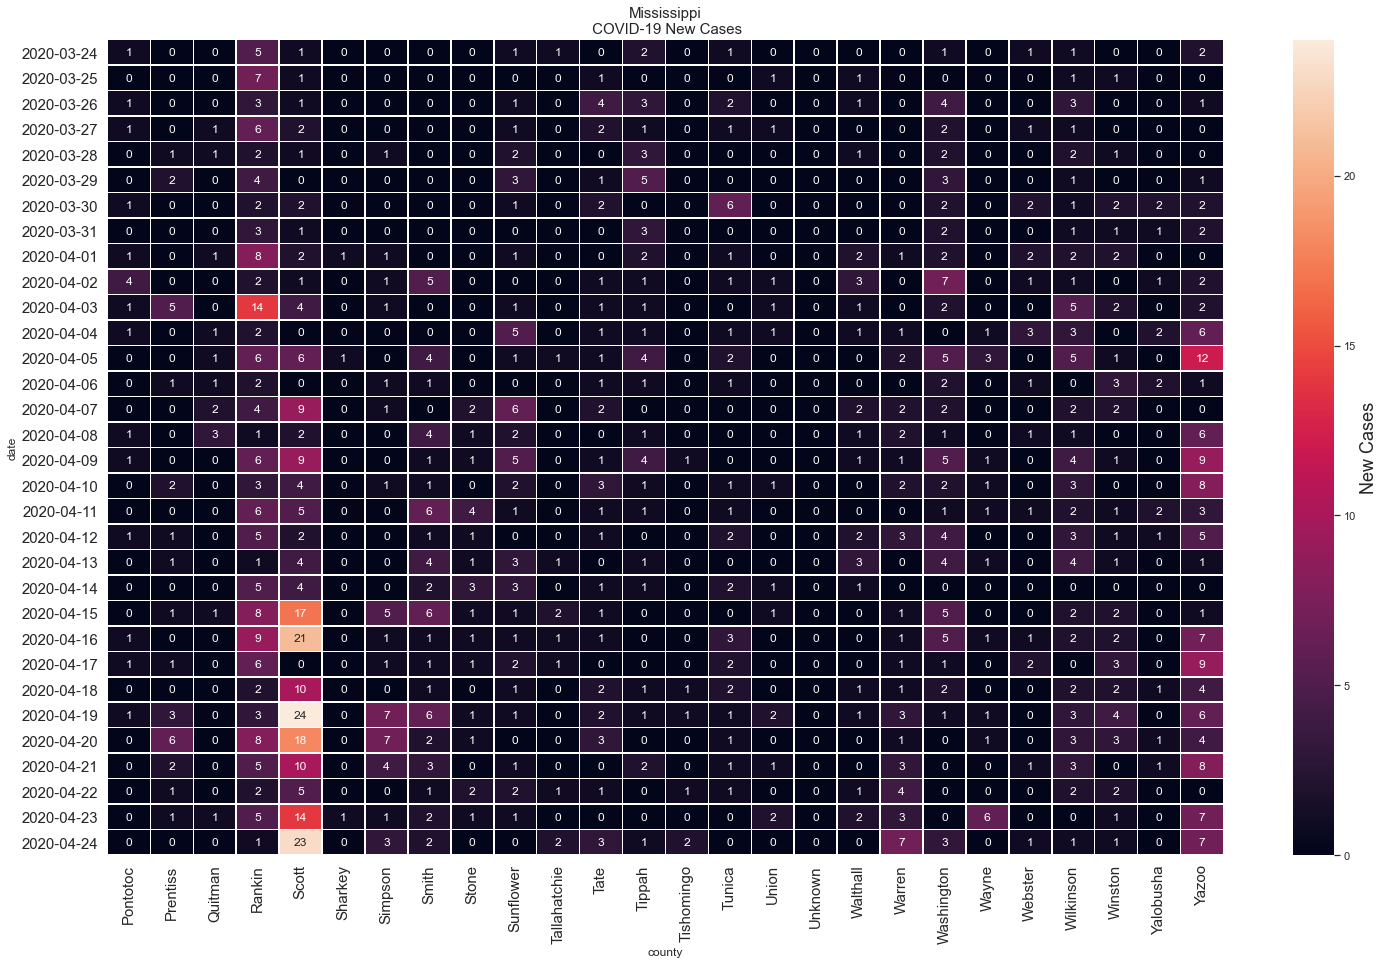 Mississippi
COVID-19 New Cases
2020-03-24 1 0 0 5 1 0 0 0 0 1 1 0 2 0 1 0 0 0 0 1 0 1 1 0 0 2
2020-03-25 0 0 0 7 1 0 0 0 0 0 0 1 0 0 0 1 0 1 0 0 0 0 1 1 0 0
2020-03-26 1 0 0 3 1 0 0 0 0 1 0 4 3 0 2 0 0 1 0 4 0 0 3 0 0 1
2020-03-27 1 0 1 6 2 0 0 0 0 1 0 2 1 0 1 1 0 0 0 2 0 1 1 0 0 0
2020-03-28 0 1 1 2 1 0 1 0 0 2 0 0 3 0 0 0 0 1 0 2 0 0 2 1 0 0
2020-03-29 0 2 0 4 0 0 0 0 0 3 0 1 5 0 0 0 0 0 0 3 0 0 1 0 0 1
2020-03-30 1 0 0 2 2 0 0 0 0 1 0 2 0 0 6 0 0 0 0 2 0 2 1 2 2 2
2020-03-31 0 0 0 3 1 0 0 0 0 0 0 0 3 0 0 0 0 0 0 2 0 0 1 1 1 2
2020-04-01 1 0 1 8 2 1 1 0 0 1 0 0 2 0 1 0 0 2 1 2 0 2 2 2 0 0
2020-04-02 4 0 0 2 1 0 1 5 0 0 0 1 1 0 1 1 0 3 0 7 0 1 1 0 1 2
2020-04-03 1 5 0 14 4 0 1 0 0 1 0 1 1 0 0 1 0 1 0 2 0 0 5 2 0 2
2020-04-04 1 0 1 2 0 0 0 0 0 5 0 1 1 0 1 1 0 1 1 0 1 3 3 0 2 6
2020-04-05 0 0 1 6 6 1 0 4 0 1 1 1 4 0 2 0 0 0 2 5 3 0 5 1 0 12
2020-04-06 0 1 1 2 0 0 1 1 0 0 0 1 1 0 1 0 0 0 0 2 0 1 0 3 2 1
2020-04-07 0 0 2 4 9 0 1 0 2 6 0 2 0 0 0 0 0 2 2 2 0 0 2 2 0 0
2020-04-08 1 0 3 1 2 0 0 4 1 2 0 0 1 0 0 0 0 1 2 1 0 1 1 0 0 6
2020-04-09 1 0 0 6 9 0 0 1 1 5 0 1 4 1 0 0 0 1 1 5 1 0 4 1 0 9
2020-04-10 0 2 0 3 4 0 1 1 0 2 0 3 1 0 1 1 0 0 2 2 1 0 3 0 0 8
2020-04-11 0 0 0 6 5 0 0 6 4 1 0 1 1 0 1 0 0 0 0 1 1 1 2 1 2 3
2020-04-12 1 1 0 5 2 0 0 1 1 0 0 1 0 0 2 0 0 2 3 4 0 0 3 1 1 5
2020-04-13 0 1 0 1 4 0 0 4 1 3 1 0 1 0 0 0 0 3 0 4 1 0 4 1 0 1
2020-04-14 0 0 0 5 4 0 0 2 3 3 0 1 1 0 2 1 0 1 0 0 0 0 0 0 0 0
2020-04-15 0 1 1 8 17 0 5 6 1 1 2 1 0 0 0 1 0 0 1 5 0 0 2 2 0 1
2020-04-16 1 0 0 9 21 0 1 1 1 1 1 1 0 0 3 0 0 0 1 5 1 1 2 2 0 7
2020-04-17 1 1 0 6 0 0 1 1 1 2 1 0 0 0 2 0 0 0 1 1 0 2 0 3 0 9
2020-04-18 0 0 0 2 10 0 0 1 0 1 0 2 1 1 2 0 0 1 1 2 0 0 2 2 1 4
2020-04-19 1 3 0 3 24 0 7 6 1 1 0 2 1 1 1 2 0 1 3 1 1 0 3 4 0 6
2020-04-20 0 6 0 8 18 0 7 2 1 0 0 3 0 0 1 0 0 0 1 0 1 0 3 3 1 4
2020-04-21 0 2 0 5 10 0 4 3 0 1 0 0 2 0 1 1 0 1 3 0 0 1 3 0 1 8
2020-04-22 0 1 0 2 5 0 0 1 2 2 1 1 0 1 1 0 0 1 4 0 0 0 2 2 0 0
2020-04-23 0 1 1 5 14 1 1 2 1 1 0 0 0 0 0 2 0 2 3 0 6 0 0 1 0 7
2020-04-24 0 0 0 1 23 0 3 2 0 0 2 3 1 2 0 0 0 0 7 3 0 1 1 1 0 7
date
Pontotoc Prentiss Quitman Rankin Scott Sharkey Simpson Smith Stone Sunflower Tallahatchie Tate Tippah Tishomingo Tunica Union Unknown Walthall Warren Washington Wayne Webster Wilkinson Winston Yalobusha Yazoo
county
20
15
10
5
0
New Cases